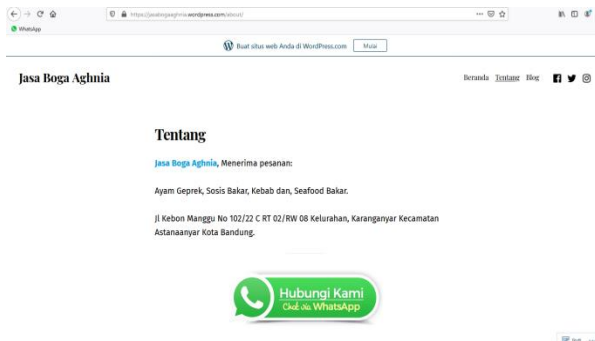 https://jasabogaaghnia.wordpress.com/about/
WhatsApp
Buat situs web Anda di WordPress.com Mulai
Jasa Boga Aghnia
Beranda Tentang Blog
Tentang
Jasa Boga Aghnia, Menerima pesanan:
Ayam Geprek, Sosis Bakar, Kebab dan, Seafood Bakar.
Jl Kebon Manggu No 102/22 C RT 02/RW 08 Kelurahan, Karanganyar Kecamatan
Astanaanyar Kota Bandung.
Hubungi Kami
Chat via WhatsApp